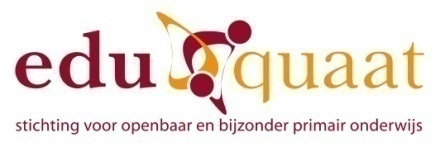 edu quaat
stichting voor openbaar en bijzonder primair onderwijs